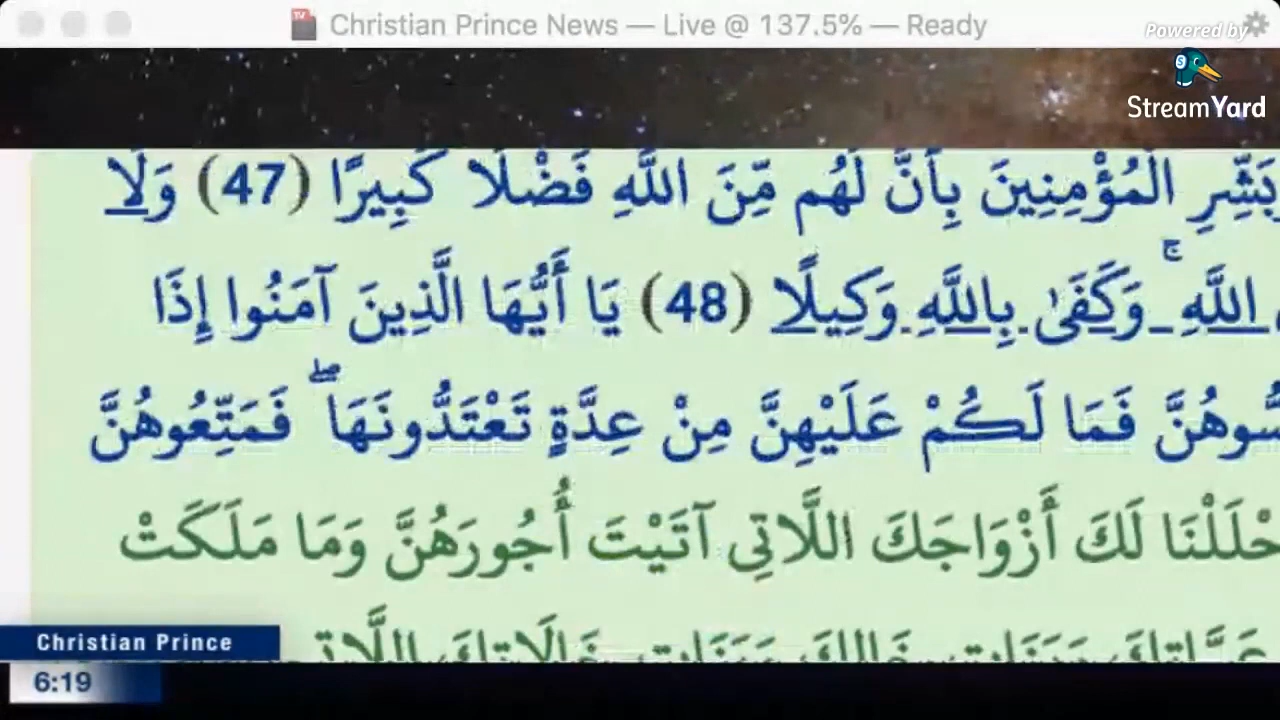 Christian Prince News — Live @ 137.5% — Ready
Powered by
StreamYard
بَشِّرِ الْمُؤْمِنِينَ بِأَنَّ لَهُم مِّنَ اللَّهِ فَضْلًا كَبِيرًا (47) وَلَا
اللَّهِ ۚ وَكَفَىٰ بِاللَّهِ وَكِيلًا (48) يَا أَيُّهَا الَّذِينَ آمَنُوا إِذَا
سُّوهُنَّ فَمَا لَكُمْ عَلَيْهِنَّ مِنْ عِدَّةٍ تَعْتَدُّونَهَا ۖ فَمَتِّعُوهُنَّ
حْلَلْنَا لَكَ أَزْوَاجَكَ اللَّاتِي آتَيْتَ أُجُورَهُنَّ وَمَا مَلَكَتْ
Christian Prince
6:19